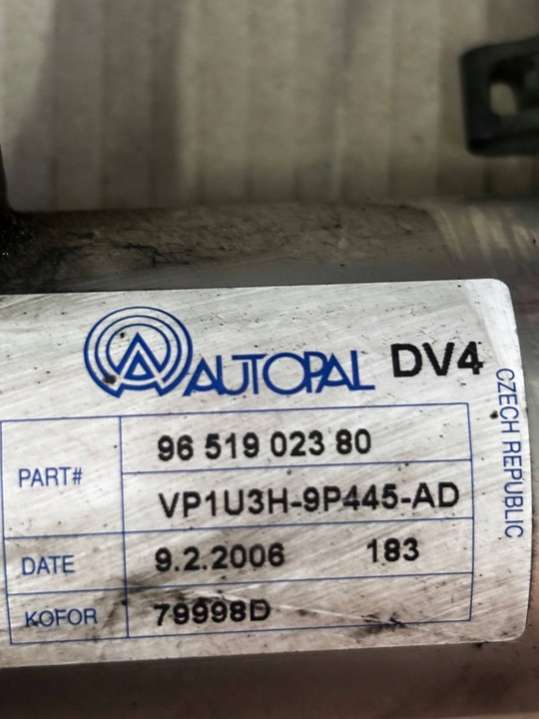 AUTOPAL DV4
CZECH REPUBLIC
PART# 96 519 023 80
VP1U3H-9P445-AD
DATE 9.2.2006 183
KOFOR 79998D